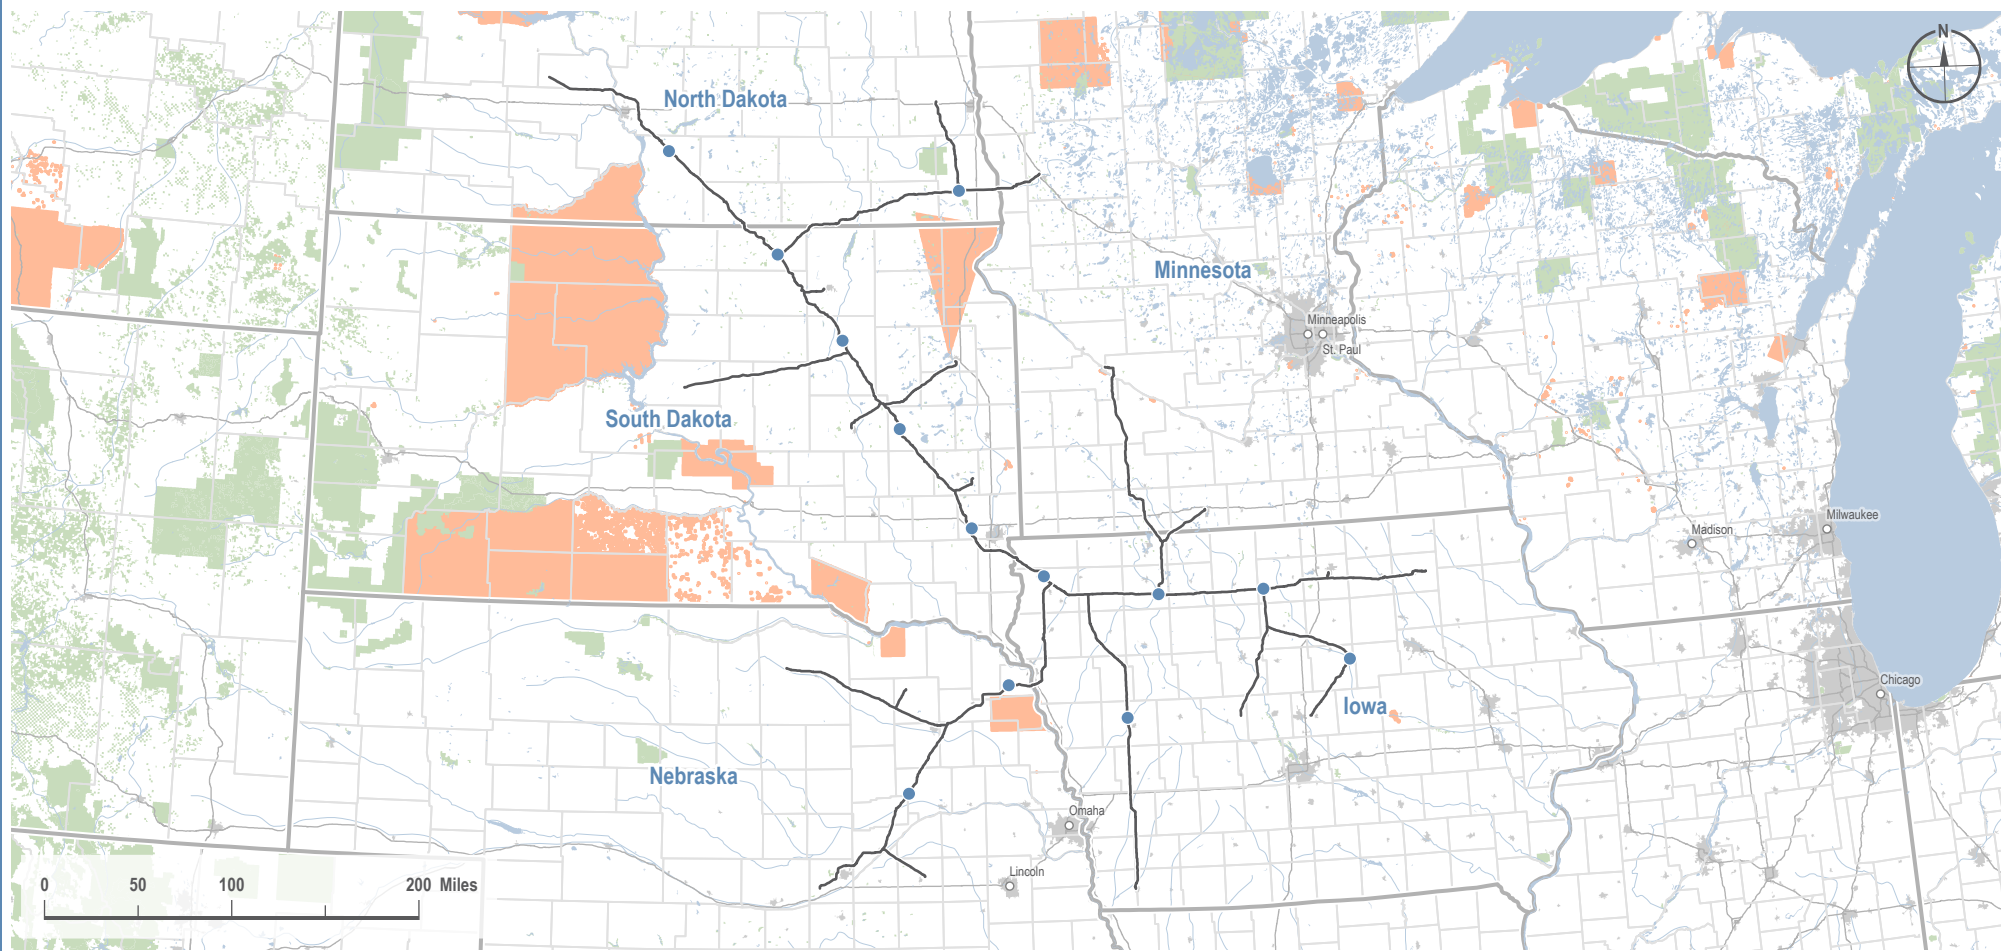 N
North Dakota
Minnesota
Minneapolis
St. Paul
South Dakota
Milwaukee
Madison
Chicago
Iowa
Nebraska
Omaha
Lincoln
0 50 100 200 Miles